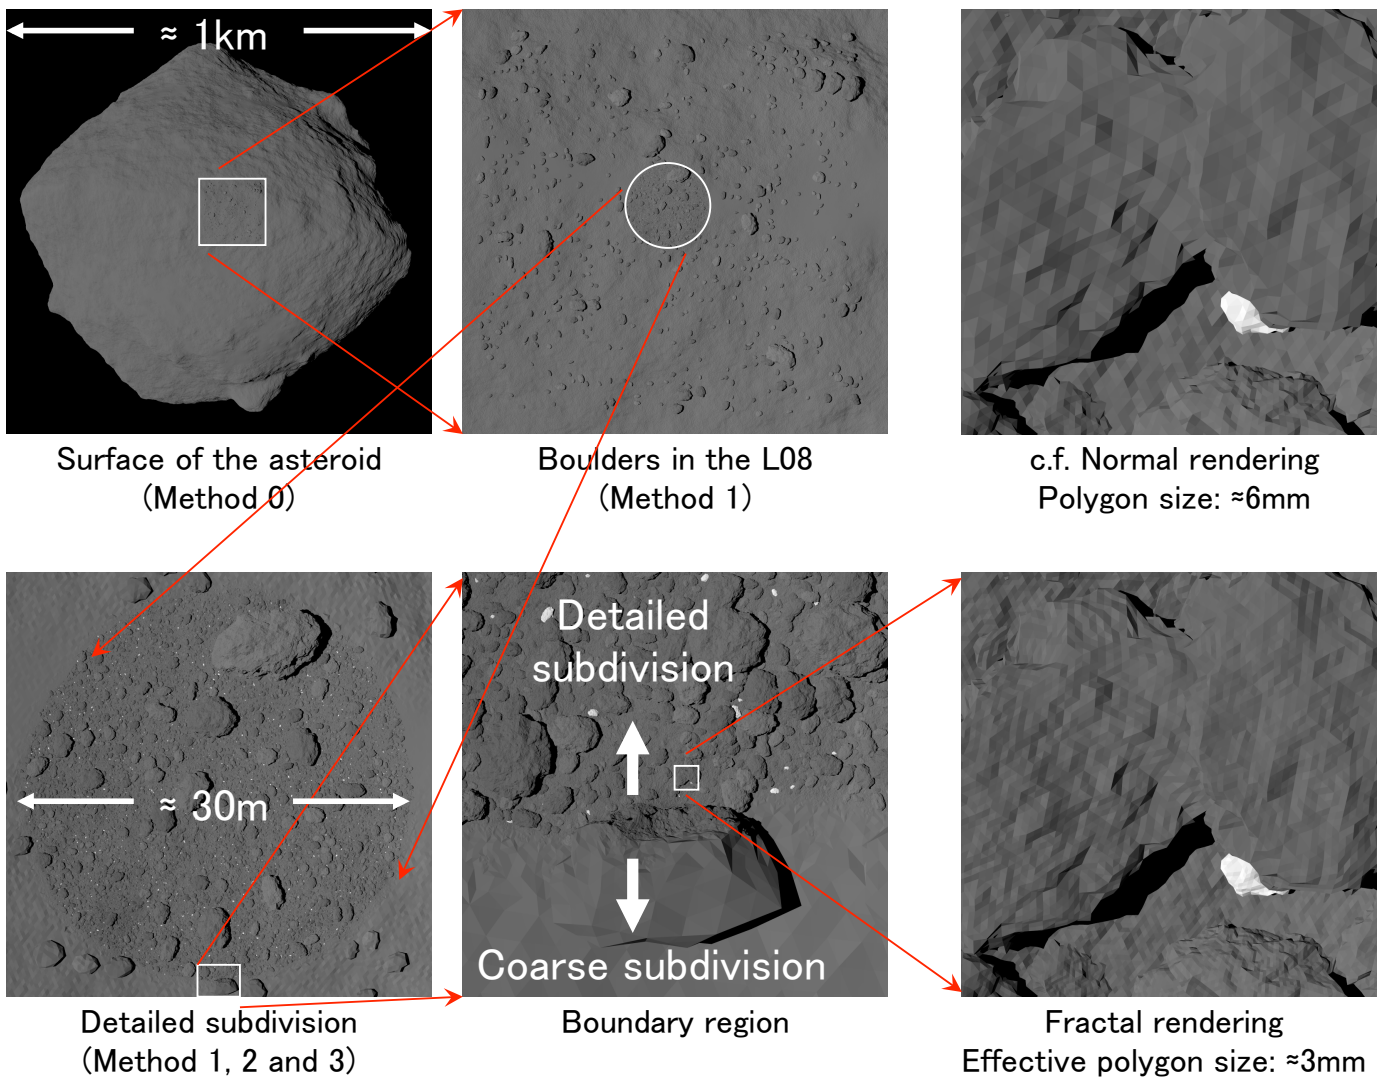 ≈ 1km
Surface of the asteroid
(Method 0)
Boulders in the L08
(Method 1)
c.f. Normal rendering
Polygon size: ≈6mm
≈ 30m
Detailed subdivision
(Method 1, 2 and 3)
Detailed
subdivision
Coarse subdivision
Boundary region
Fractal rendering
Effective polygon size: ≈3mm